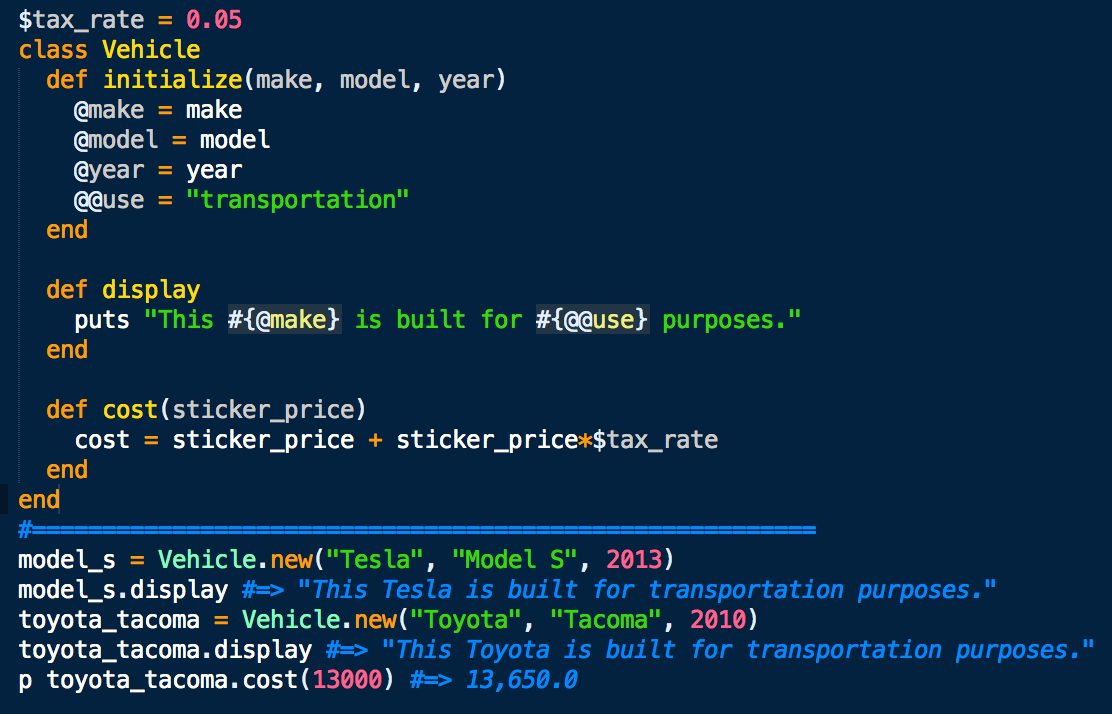 $tax_rate = 0.05
class Vehicle
  def initialize(make, model, year)
    @make = make
    @model = model
    @year = year
    @@use = "transportation"
  end

  def display
    puts "This #{@make} is built for #{@@use} purposes."
  end

  def cost(sticker_price)
    cost = sticker_price + sticker_price*$tax_rate
  end
end
#========================================================
model_s = Vehicle.new("Tesla", "Model S", 2013)
model_s.display #=> "This Tesla is built for transportation purposes."
toyota_tacoma = Vehicle.new("Toyota", "Tacoma", 2010)
toyota_tacoma.display #=> "This Toyota is built for transportation purposes."
p toyota_tacoma.cost(13000) #=> 13,650.0